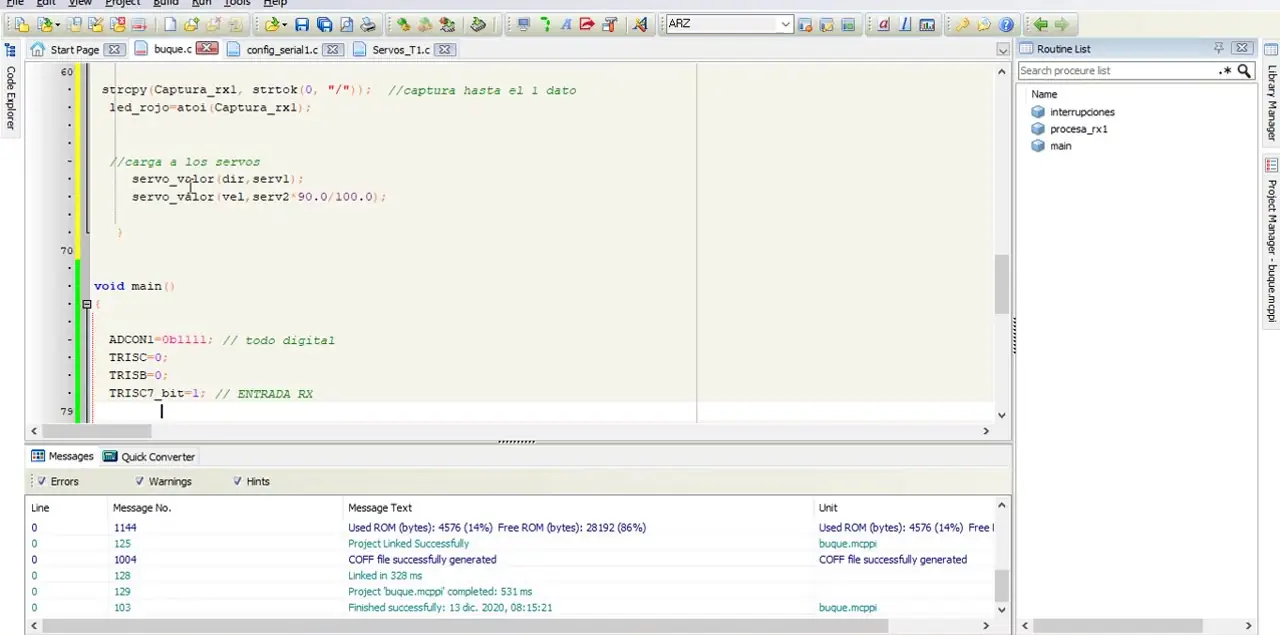 File Edit View Project Build Run Tools Help
ARZ
Start Page buque.c config_serial1.c Servos_T1.c
Code Explorer
60
strcpy(Captura_rx1, strtok(0, "/")); //captura hasta el 1 dato
led_rojo=atoi(Captura_rx1);
//carga a los servos
servo_valor(dir,serv1);
servo_valor(vel,serv2*90.0/100.0);
}
70
void main()
{
ADCON1=0b1111; // todo digital
TRISC=0;
TRISB=0;
TRISC7_bit=1; // ENTRADA RX
79
Routine List
Search proceure list
.*
Name
interrupciones
procesa_rx1
main
Library Manager
Project Manager - buque.mcppi
Messages Quick Converter
Errors Warnings Hints
Line Message No. Message Text Unit
0 1144 Used ROM (bytes): 4576 (14%) Free ROM (bytes): 28192 (86%) Used ROM (bytes): 4576 (14%) Free
0 125 Project Linked Successfully buque.mcppi
0 1004 COFF file successfully generated COFF file successfully generated
0 128 Linked in 328 ms
0 129 Project 'buque.mcppi' completed: 531 ms
0 103 Finished successfully: 13 dic. 2020, 08:15:21 buque.mcppi